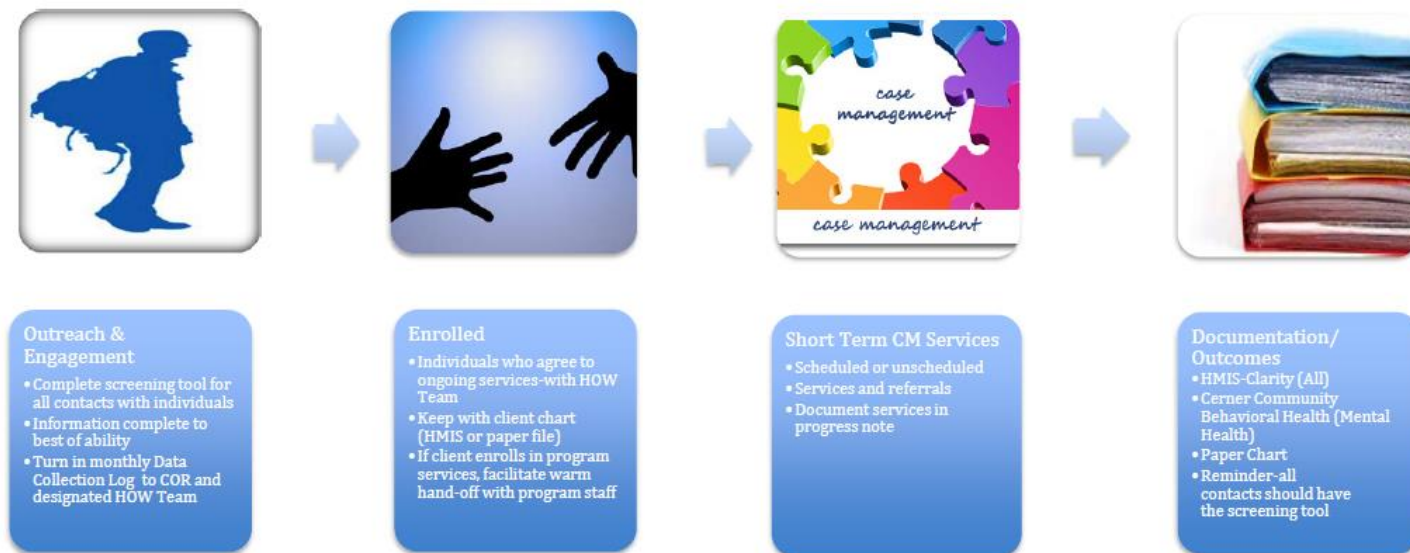 case
management
case management
Outreach &
Engagement
•Complete screening tool for
all contacts with individuals
•Information complete to
best of ability
•Turn in monthly Data
Collection Log to COR and
designated HOW Team
Enrolled
•Individuals who agree to
ongoing services-with HOW
Team
•Keep with client chart
(HMIS or paper file)
•If client enrolls in program
services, facilitate warm
hand-off with program staff
Short Term CM Services
•Scheduled or unscheduled
•Services and referrals
•Document services in
progress note
Documentation/
Outcomes
•HMIS-Clarity (All)
•Cerner Community
Behavioral Health (Mental
Health)
•Paper Chart
•Reminder-all
contacts should have
the screening tool